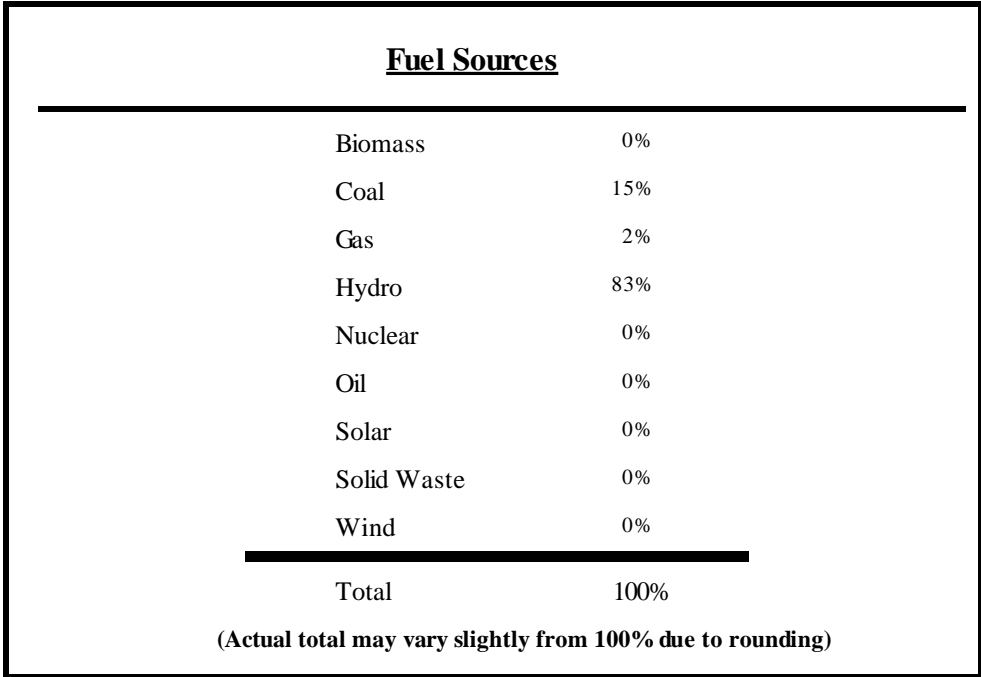 Fuel Sources
Biomass 0%
Coal 15%
Gas 2%
Hydro 83%
Nuclear 0%
Oil 0%
Solar 0%
Solid Waste 0%
Wind 0%
Total 100%
(Actual total may vary slightly from 100% due to rounding)